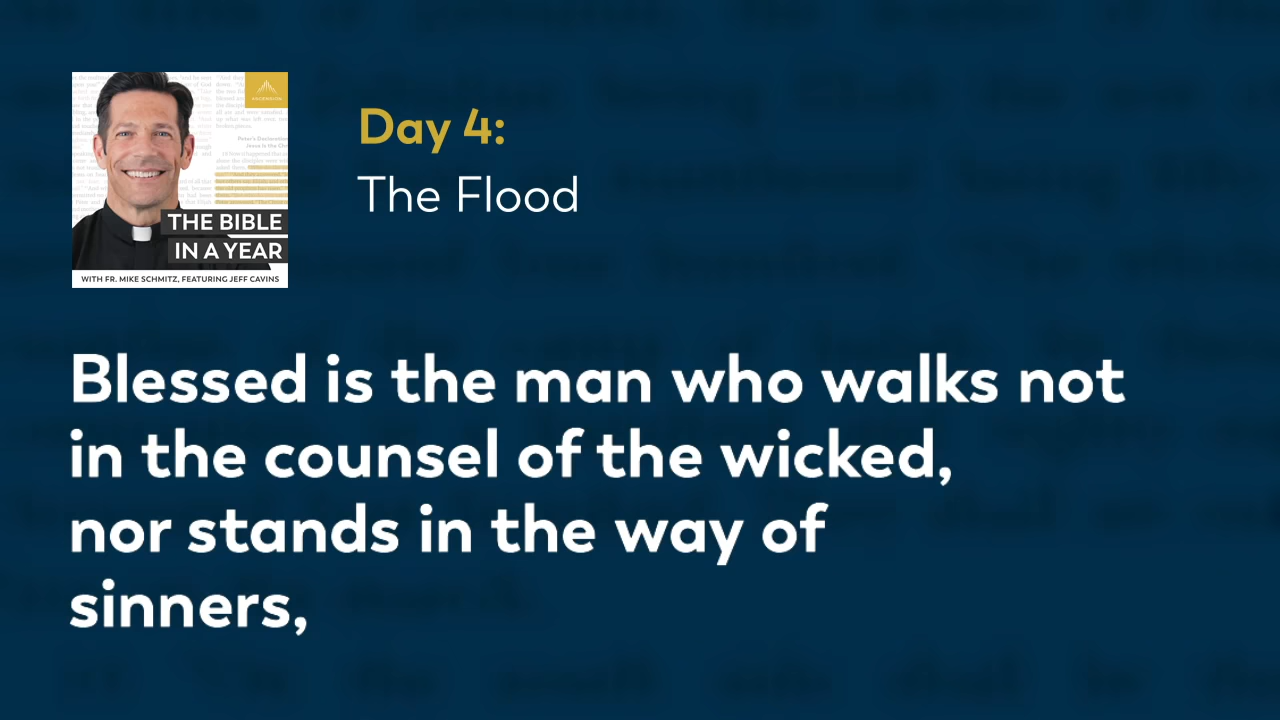 THE BIBLE
IN A YEAR
WITH FR. MIKE SCHMITZ, FEATURING JEFF CAVINS
Day 4:
The Flood
Blessed is the man who walks not
in the counsel of the wicked,
nor stands in the way of
sinners,